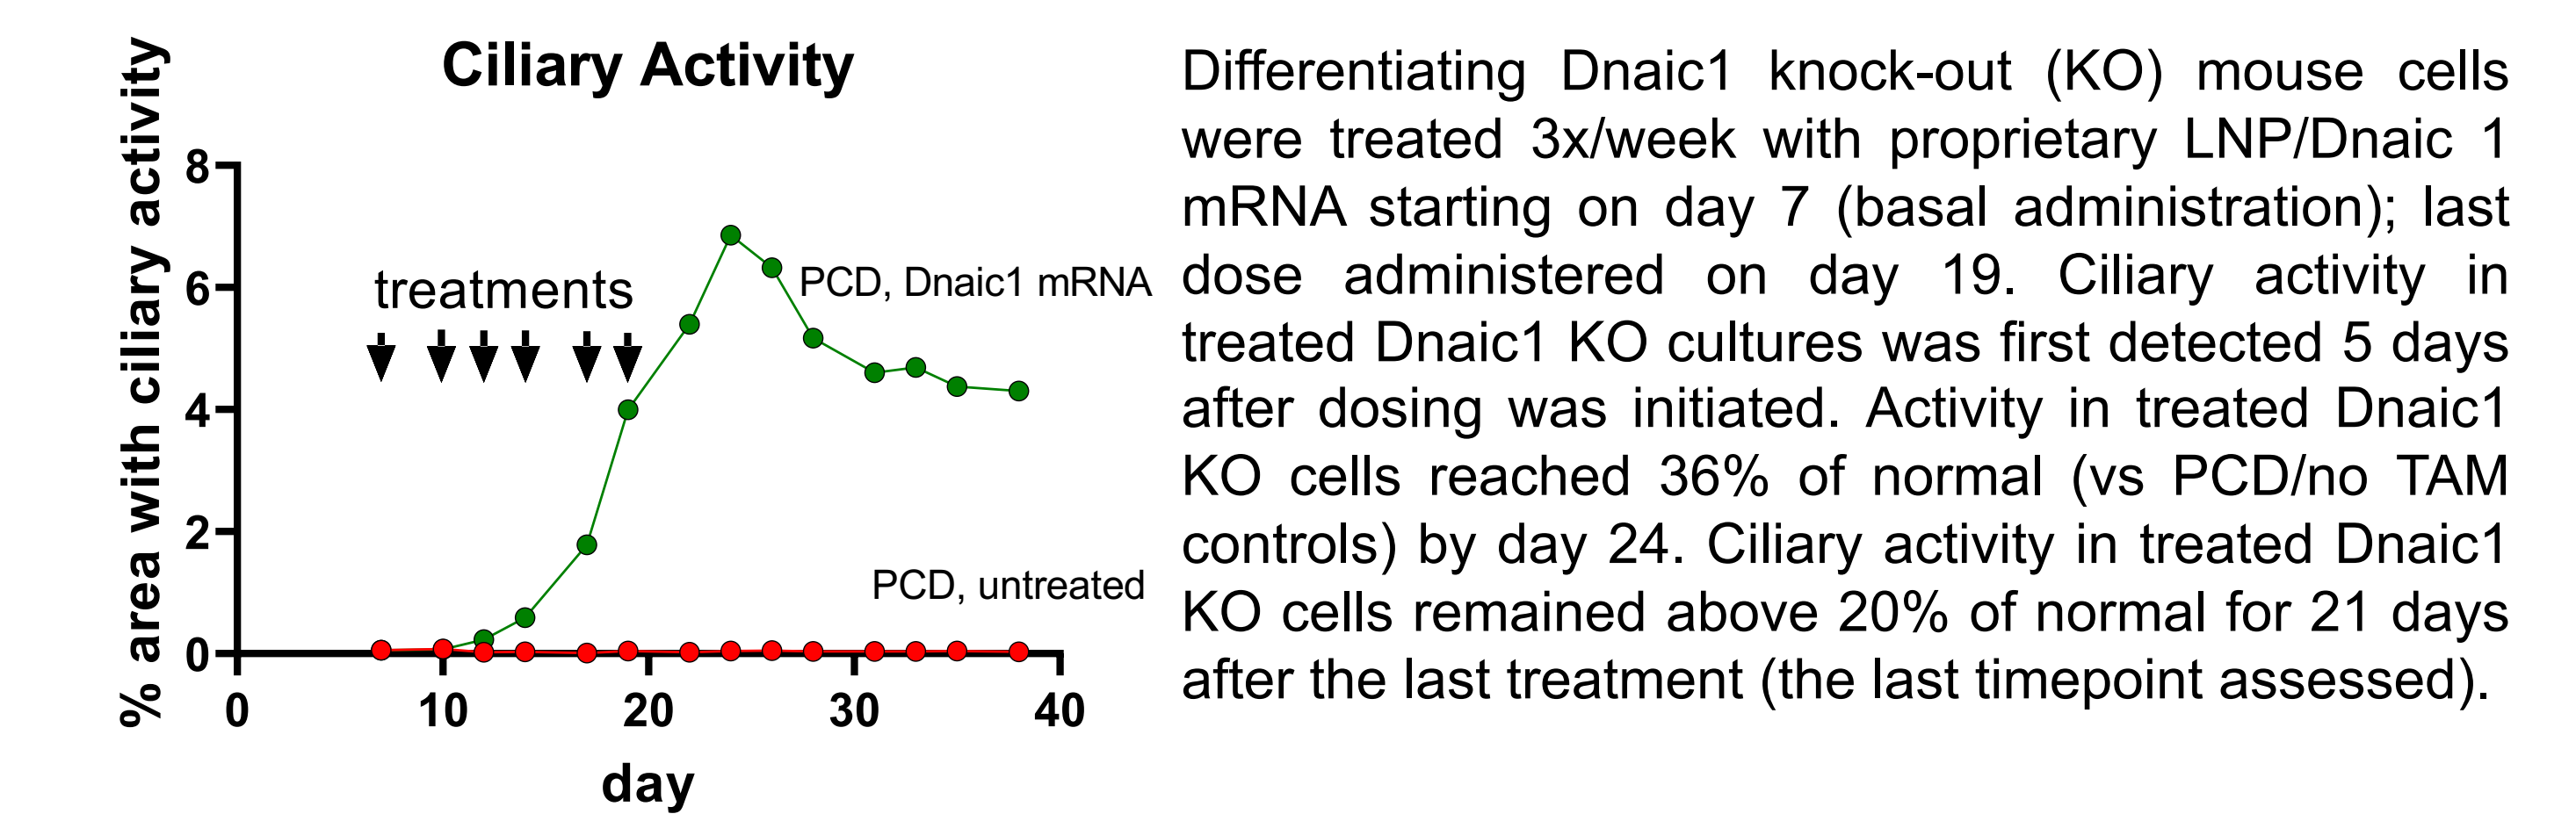 Ciliary Activity
% area with ciliary activity
8
6
4
2
0
treatments
PCD, Dnaic1 mRNA
PCD, untreated
0 10 20 30 40
day
Differentiating Dnaic1 knock-out (KO) mouse cells
were treated 3x/week with proprietary LNP/Dnaic 1
mRNA starting on day 7 (basal administration); last
dose administered on day 19. Ciliary activity in
treated Dnaic1 KO cultures was first detected 5 days
after dosing was initiated. Activity in treated Dnaic1
KO cells reached 36% of normal (vs PCD/no TAM
controls) by day 24. Ciliary activity in treated Dnaic1
KO cells remained above 20% of normal for 21 days
after the last treatment (the last timepoint assessed).